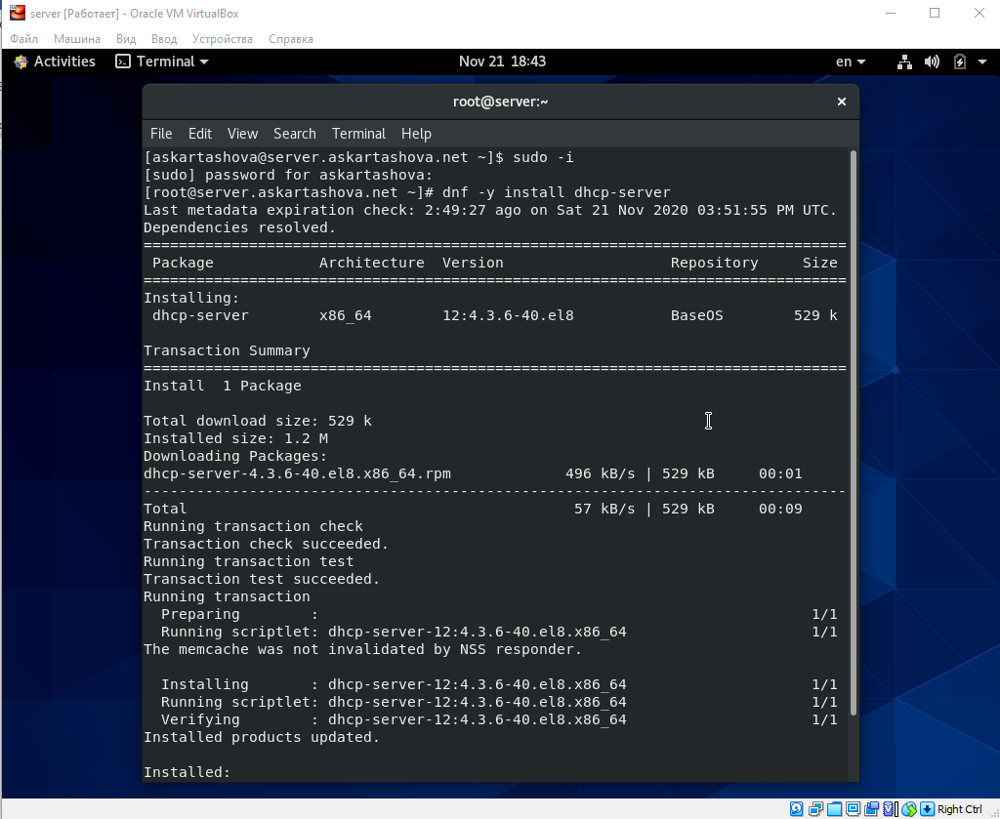 server [Работает] - Oracle VM VirtualBox
Файл Машина Вид Ввод Устройства Справка
Activities Terminal Nov 21 18:43 en
root@server:~
File Edit View Search Terminal Help
[askartashova@server.askartashova.net ~]$ sudo -i
[sudo] password for askartashova:
[root@server.askartashova.net ~]# dnf -y install dhcp-server
Last metadata expiration check: 2:49:27 ago on Sat 21 Nov 2020 03:51:55 PM UTC.
Dependencies resolved.
================================================================================
Package Architecture Version Repository Size
================================================================================
Installing:
dhcp-server x86_64 12:4.3.6-40.el8 BaseOS 529 k
Transaction Summary
================================================================================
Install 1 Package
Total download size: 529 k
Installed size: 1.2 M
Downloading Packages:
dhcp-server-4.3.6-40.el8.x86_64.rpm 496 kB/s | 529 kB 00:01
--------------------------------------------------------------------------------
Total 57 kB/s | 529 kB 00:09
Running transaction check
Transaction check succeeded.
Running transaction test
Transaction test succeeded.
Running transaction
Preparing : 1/1
Running scriptlet: dhcp-server-12:4.3.6-40.el8.x86_64 1/1
The memcache was not invalidated by NSS responder.
Installing : dhcp-server-12:4.3.6-40.el8.x86_64 1/1
Running scriptlet: dhcp-server-12:4.3.6-40.el8.x86_64 1/1
Verifying : dhcp-server-12:4.3.6-40.el8.x86_64 1/1
Installed products updated.
Installed:
Right Ctrl